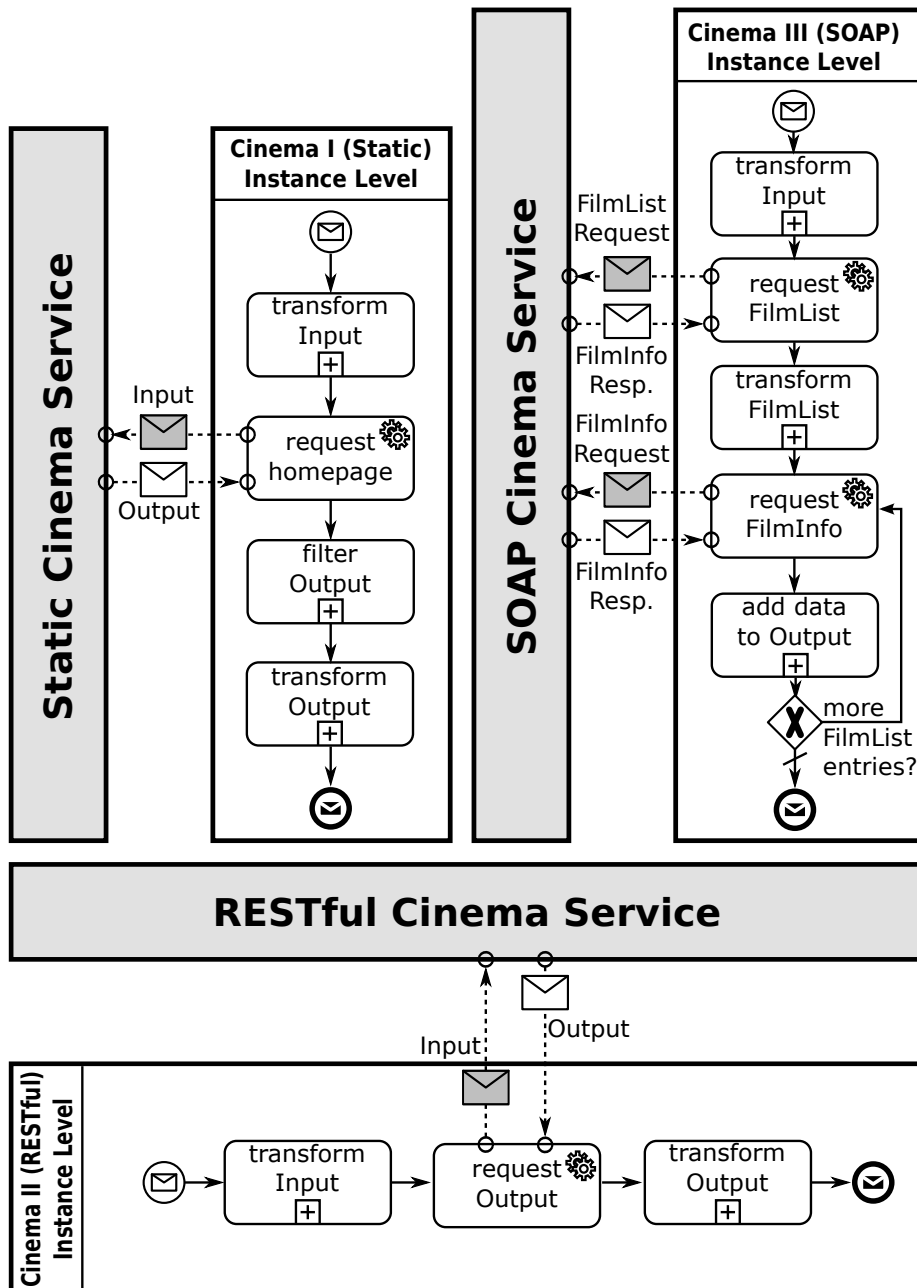 Static Cinema Service
Cinema I (Static)
Instance Level
transform
Input
Input
request
homepage
Output
filter
Output
transform
Output
SOAP Cinema Service
Cinema III (SOAP)
Instance Level
transform
Input
FilmList
Request
request
FilmList
FilmInfo
Resp.
transform
FilmList
FilmInfo
Request
request
FilmInfo
FilmInfo
Resp.
add data
to Output
more
FilmList
entries?
RESTful Cinema Service
Input
Output
Cinema II (RESTful)
Instance Level
transform
Input
request
Output
transform
Output